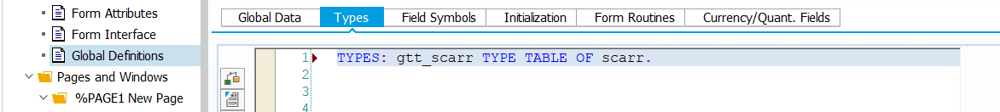 Form Attributes
Form Interface
Global Definitions
Pages and Windows
%PAGE1 New Page
Global Data Types Field Symbols Initialization Form Routines Currency/Quant. Fields
1 TYPES: gtt_scarr TYPE TABLE OF scarr.
2
3
4